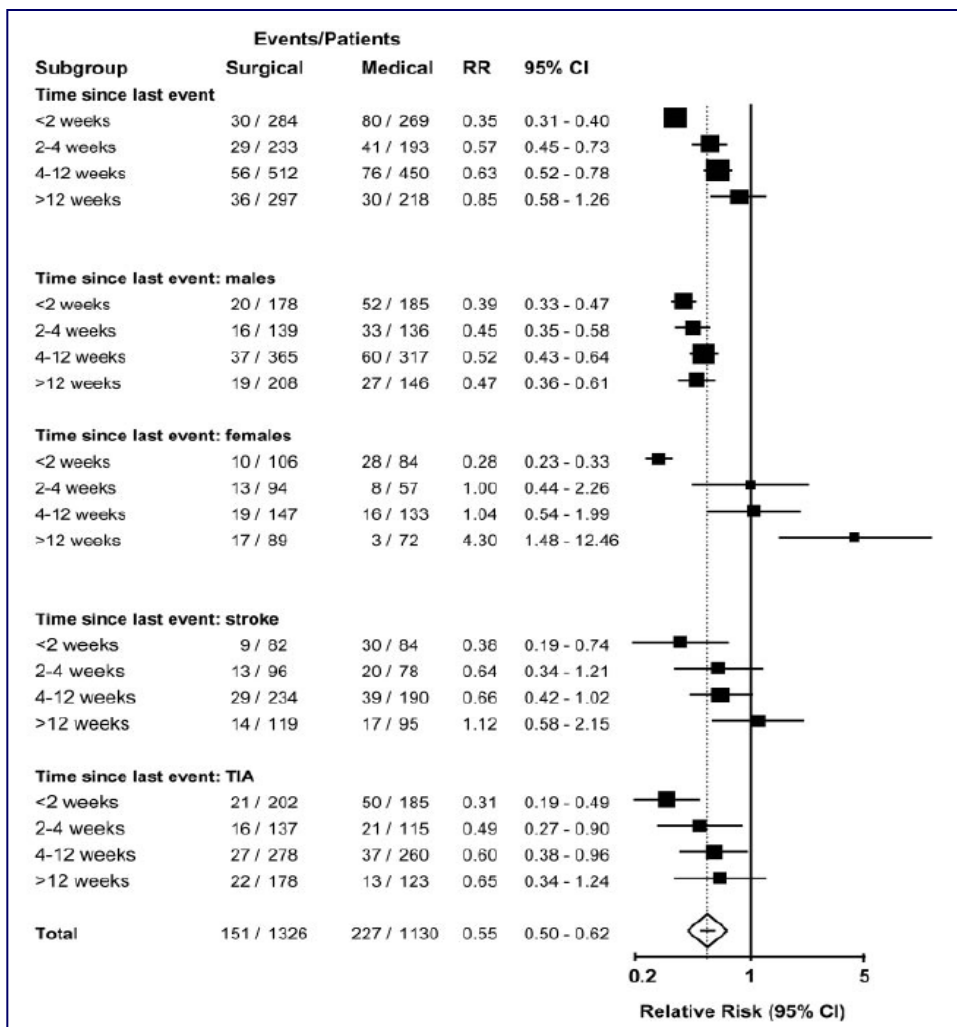 Events/Patients
Subgroup Surgical Medical RR 95% CI
Time since last event
<2 weeks 30 / 284 80 / 269 0.35 0.31 - 0.40
2-4 weeks 29 / 233 41 / 193 0.57 0.45 - 0.73
4-12 weeks 56 / 512 76 / 450 0.63 0.52 - 0.78
>12 weeks 36 / 297 30 / 218 0.85 0.58 - 1.26
Time since last event: males
<2 weeks 20 / 178 52 / 185 0.39 0.33 - 0.47
2-4 weeks 16 / 139 33 / 136 0.45 0.35 - 0.58
4-12 weeks 37 / 365 60 / 317 0.52 0.43 - 0.64
>12 weeks 19 / 208 27 / 146 0.47 0.36 - 0.61
Time since last event: females
<2 weeks 10 / 106 28 / 84 0.28 0.23 - 0.33
2-4 weeks 13 / 94 8 / 57 1.00 0.44 - 2.26
4-12 weeks 19 / 147 16 / 133 1.04 0.54 - 1.99
>12 weeks 17 / 89 3 / 72 4.30 1.48 - 12.46
Time since last event: stroke
<2 weeks 9 / 82 30 / 84 0.38 0.19 - 0.74
2-4 weeks 13 / 96 20 / 78 0.64 0.34 - 1.21
4-12 weeks 29 / 234 39 / 190 0.66 0.42 - 1.02
>12 weeks 14 / 119 17 / 95 1.12 0.58 - 2.15
Time since last event: TIA
<2 weeks 21 / 202 50 / 185 0.31 0.19 - 0.49
2-4 weeks 16 / 137 21 / 115 0.49 0.27 - 0.90
4-12 weeks 27 / 278 37 / 260 0.60 0.38 - 0.96
>12 weeks 22 / 178 13 / 123 0.65 0.34 - 1.24
Total 151 / 1326 227 / 1130 0.55 0.50 - 0.62
0.2 1 5
Relative Risk (95% CI)